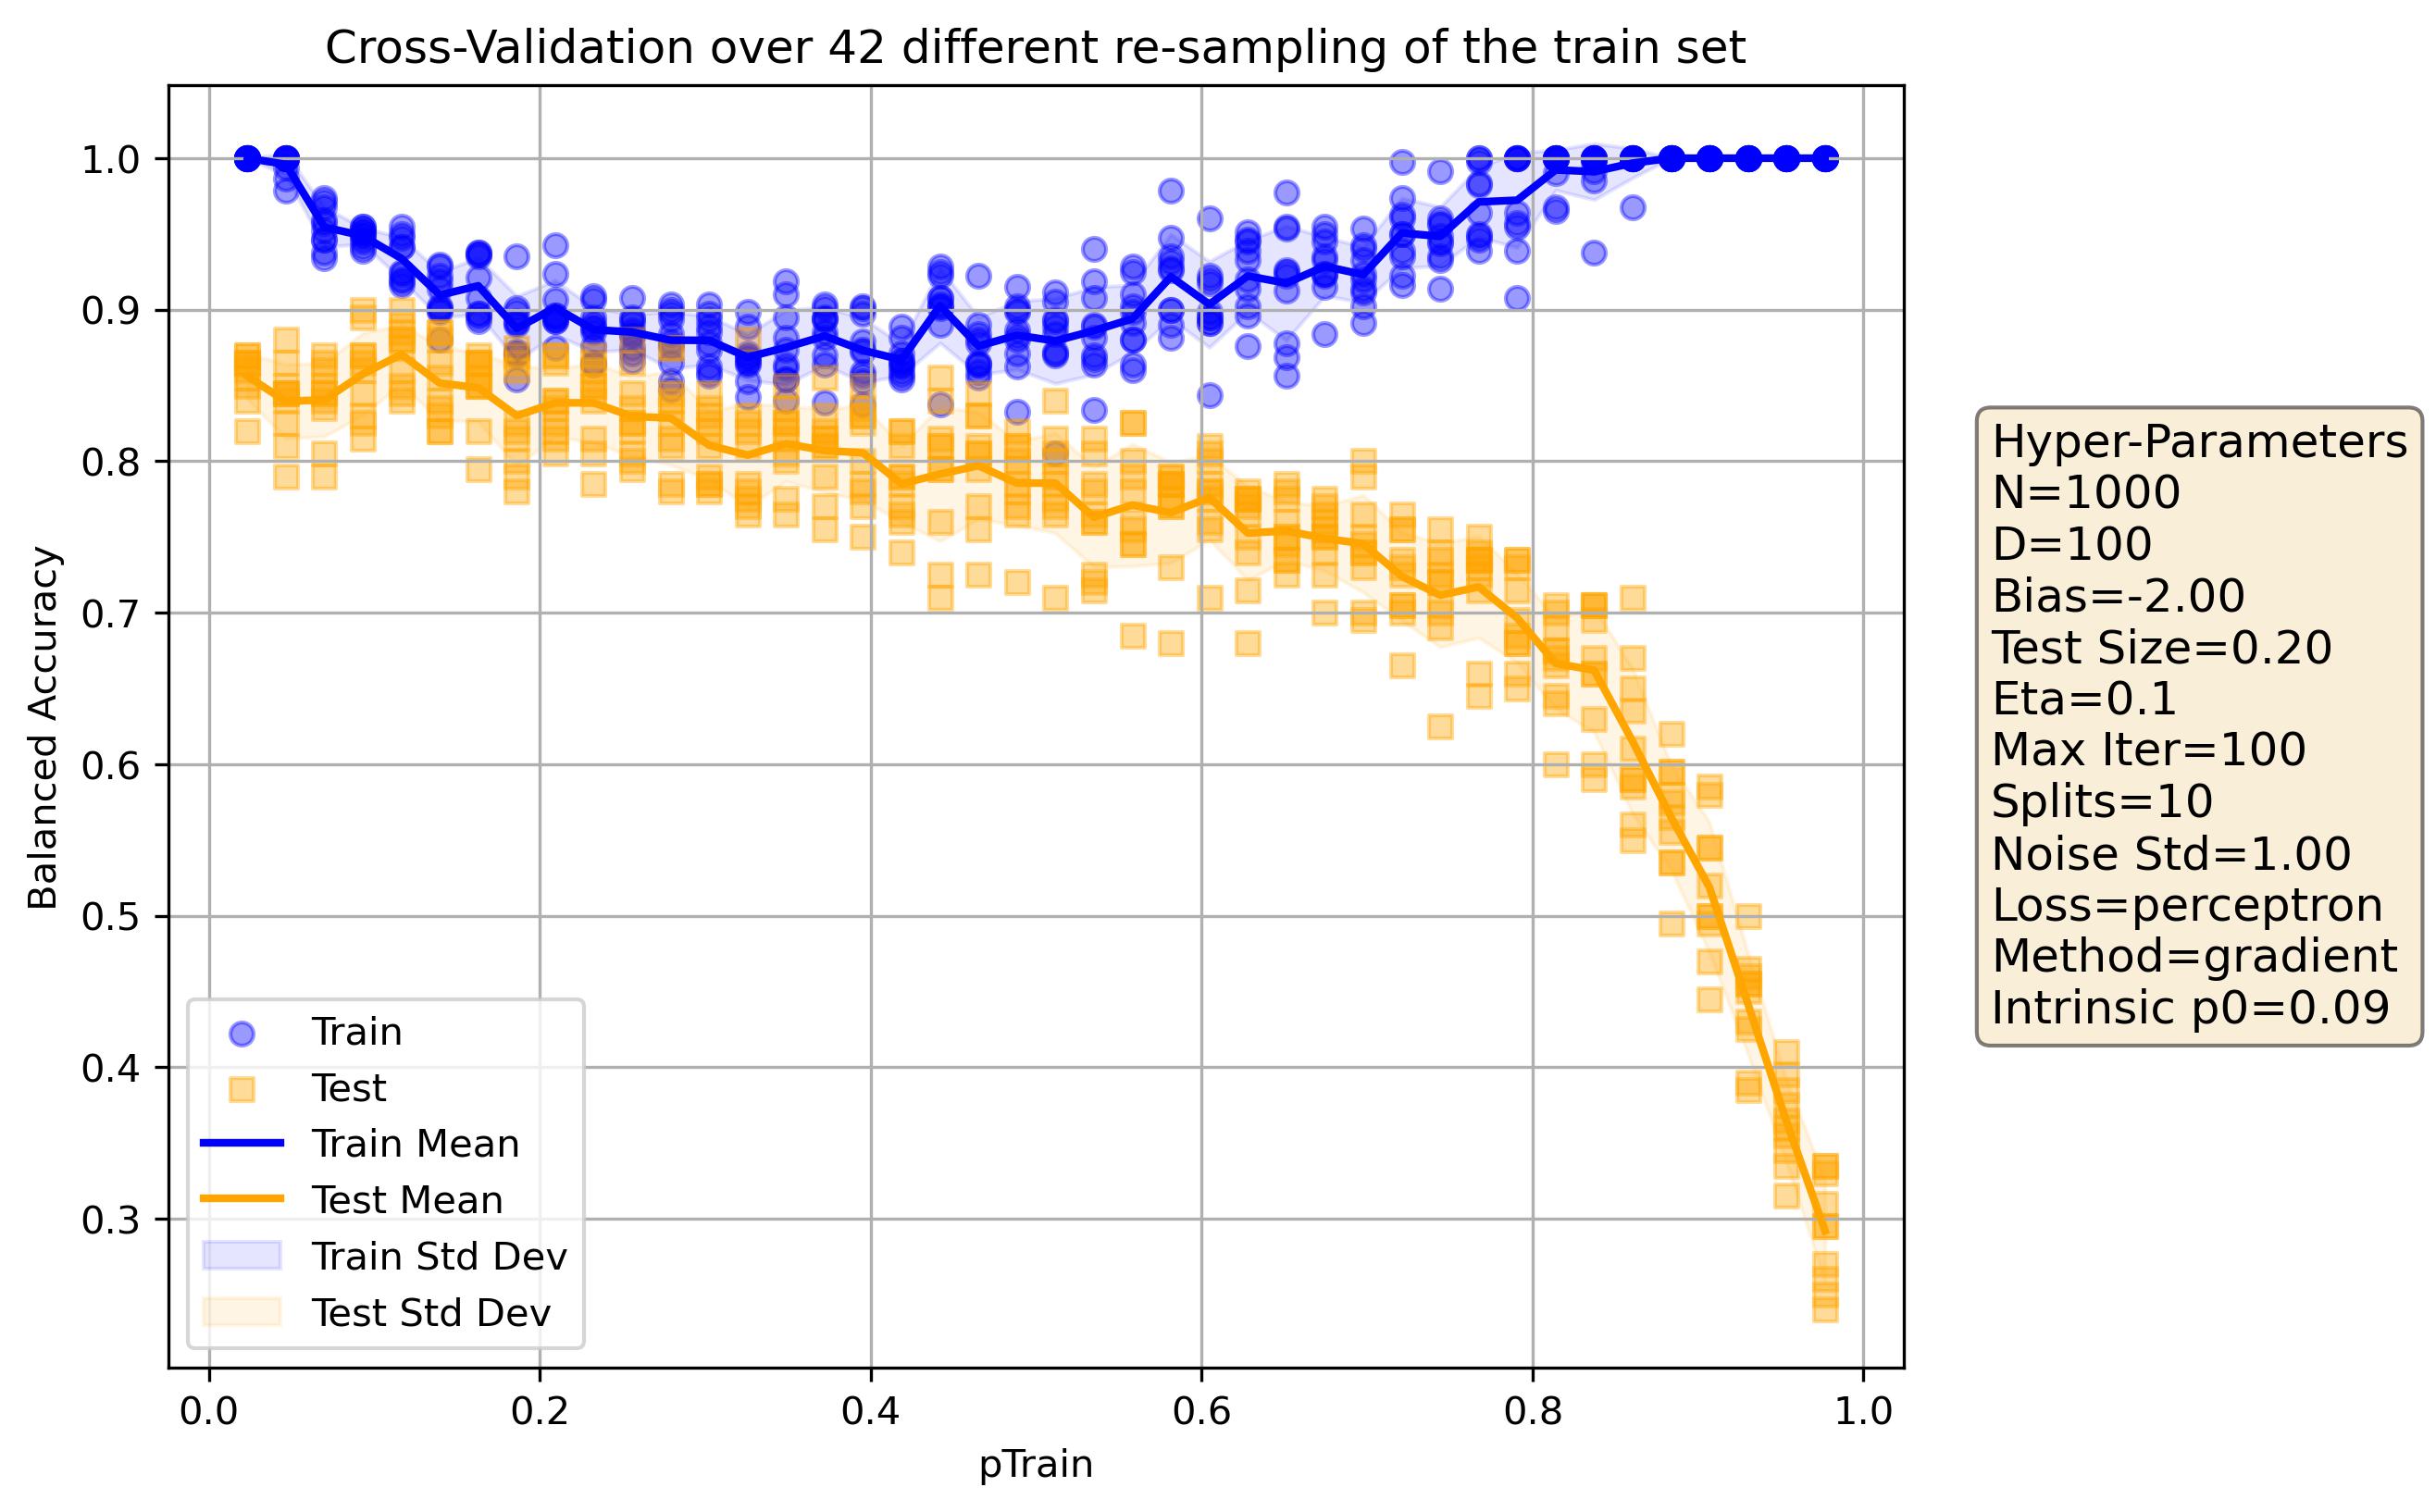 Cross-Validation over 42 different re-sampling of the train set
Balanced Accuracy
1.0
0.9
0.8
0.7
0.6
0.5
0.4
0.3
0.0
0.2
0.4
0.6
0.8
1.0
pTrain
Train
Test
Train Mean
Test Mean
Train Std Dev
Test Std Dev
Hyper-Parameters
N=1000
D=100
Bias=-2.00
Test Size=0.20
Eta=0.1
Max Iter=100
Splits=10
Noise Std=1.00
Loss=perceptron
Method=gradient
Intrinsic p0=0.09